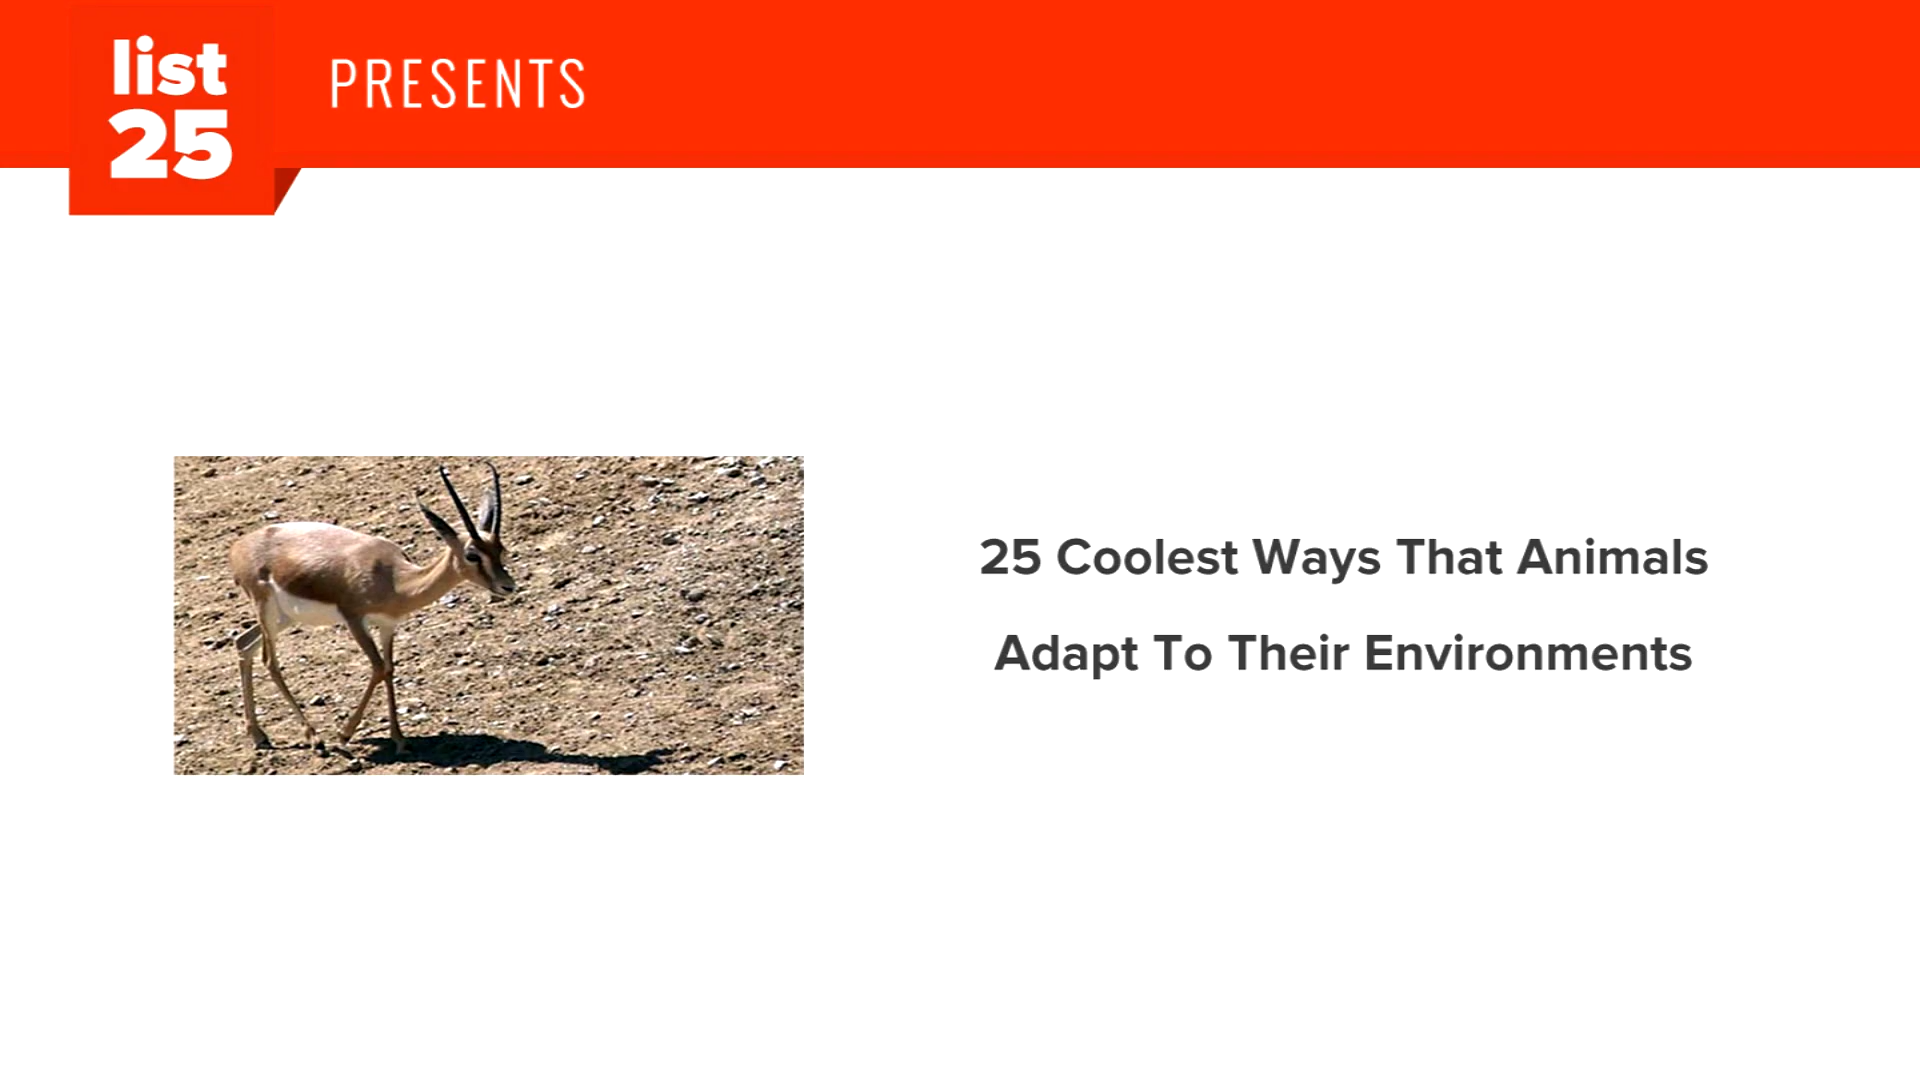 list
25
PRESENTS
25 Coolest Ways That Animals
Adapt To Their Environments